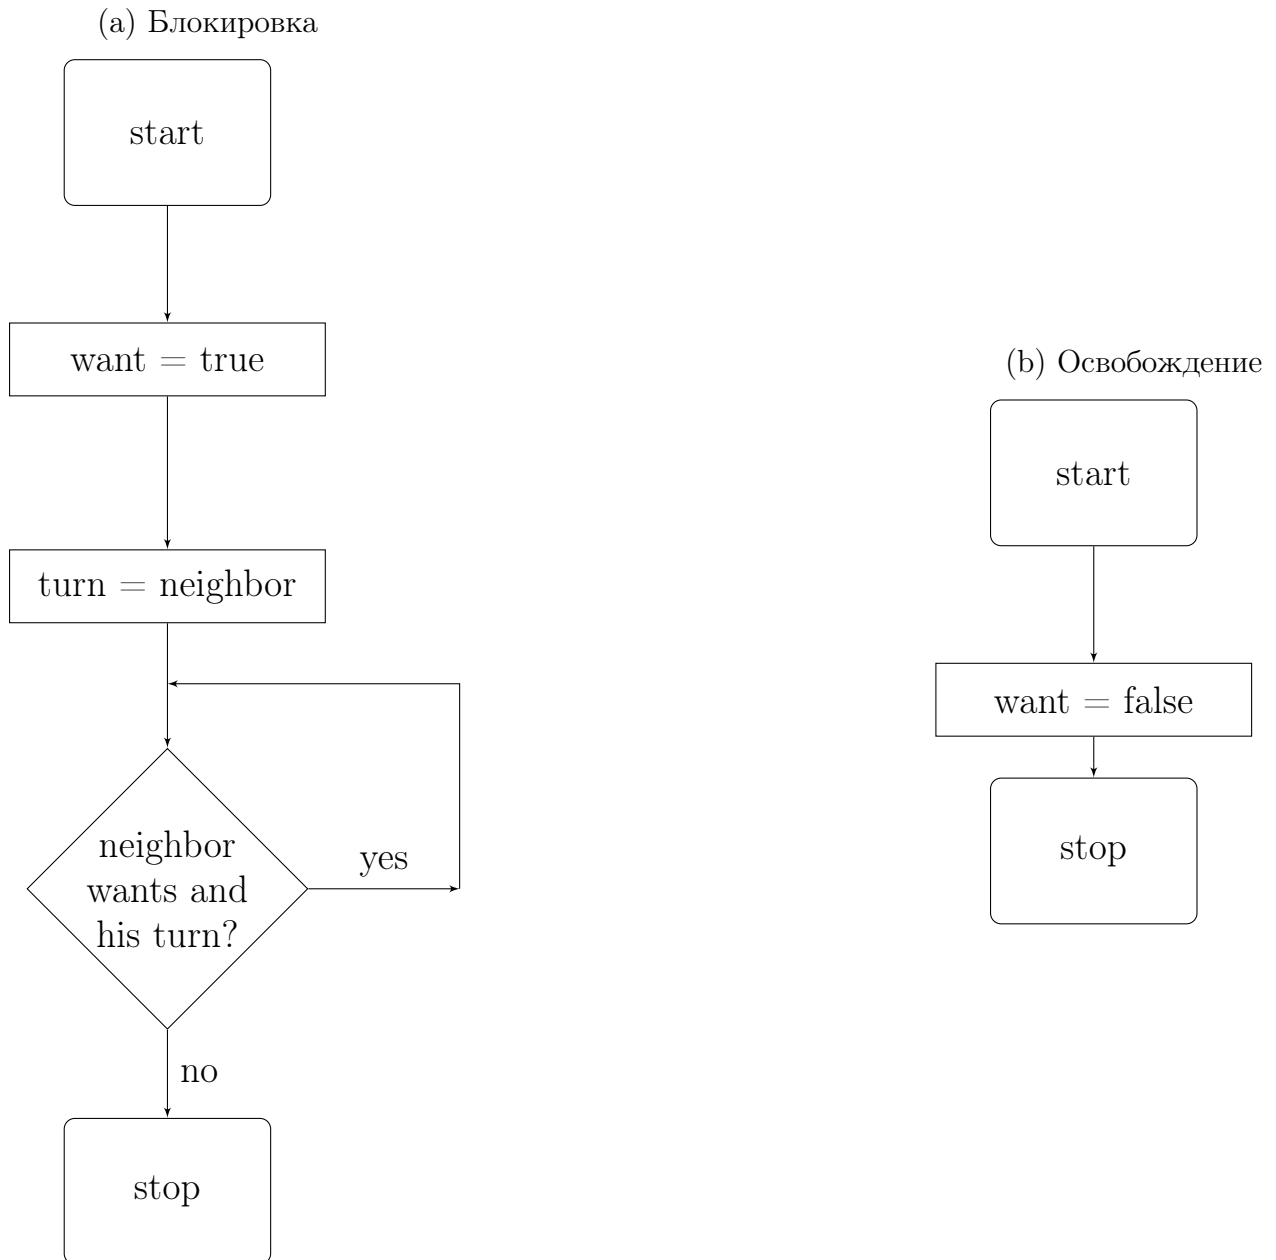 (a) Блокировка
start
want = true
turn = neighbor
neighbor
wants and
his turn?
yes
no
stop
(b) Освобождение
start
want = false
stop